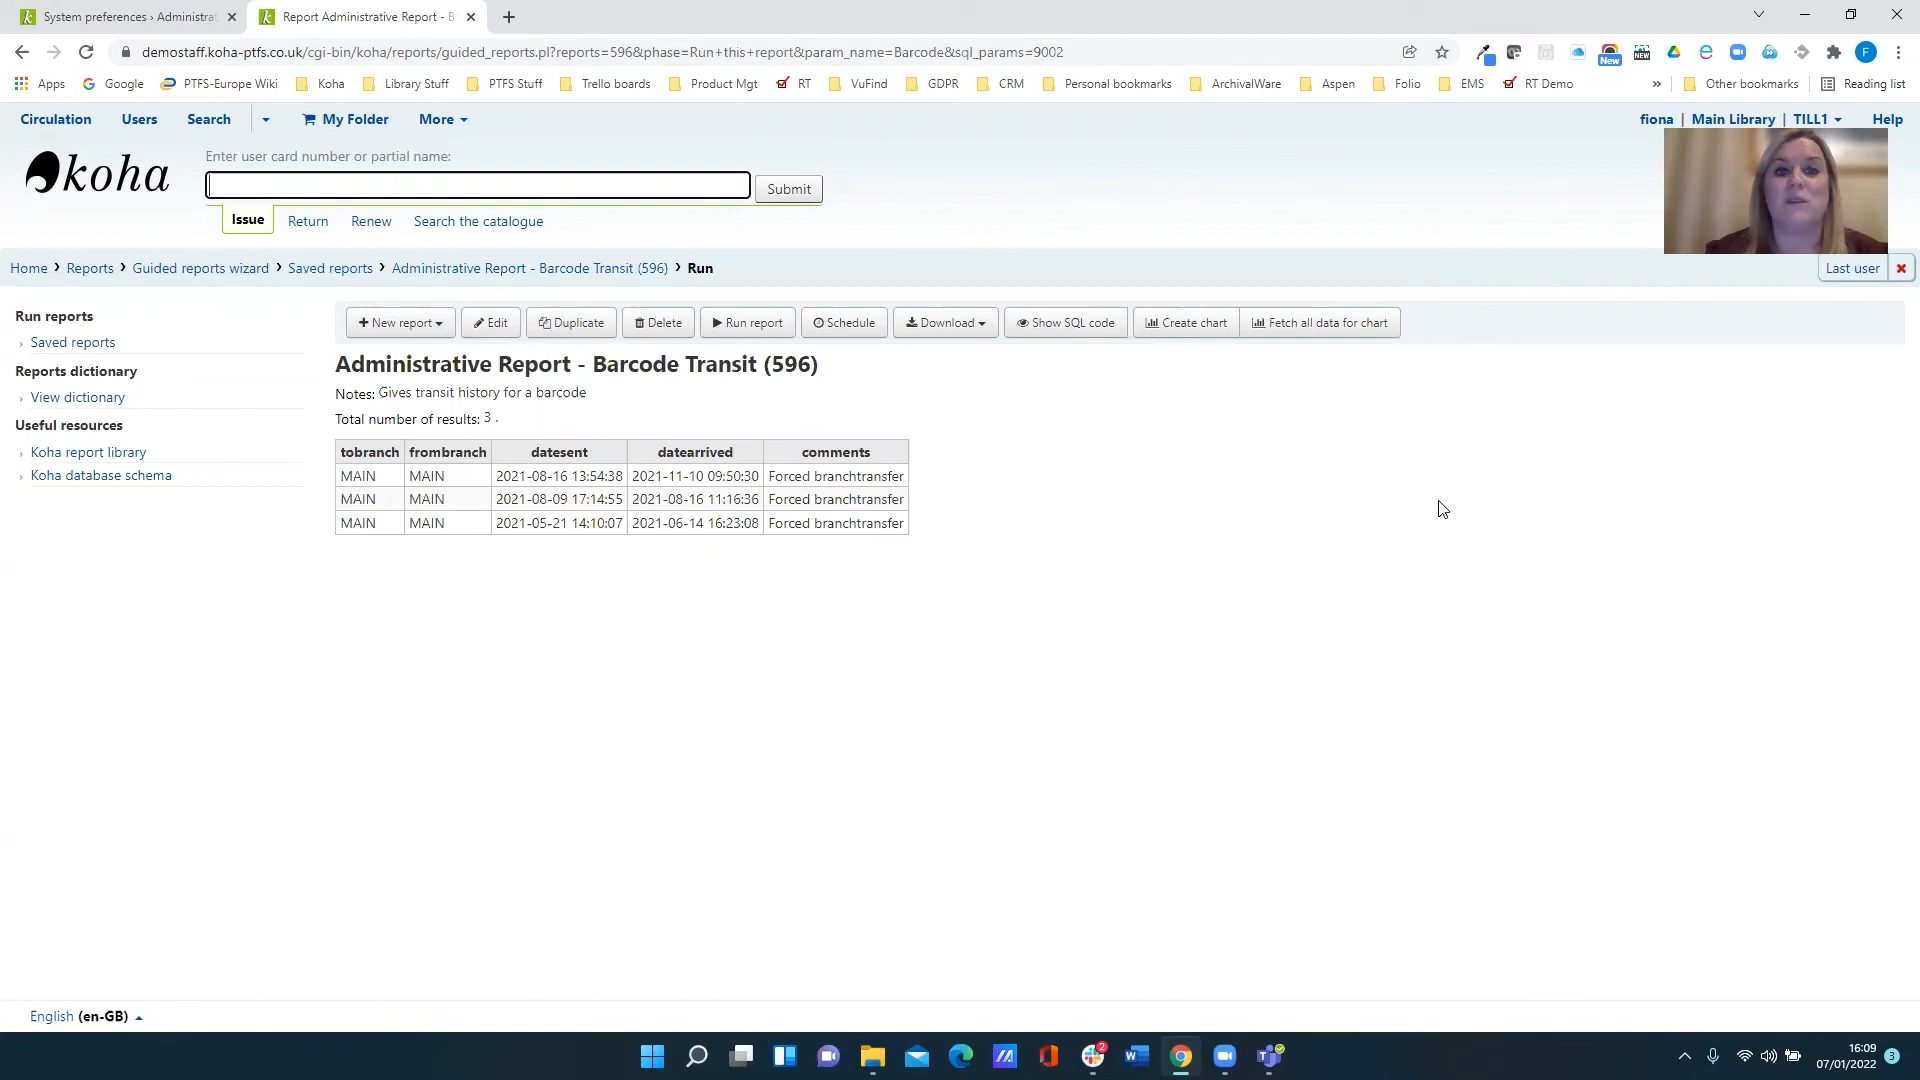 System preferences › Administrat
Report Administrative Report - B
demostaff.koha-ptfs.co.uk/cgi-bin/koha/reports/guided_reports.pl?reports=596&phase=Run+this+report&param_name=Barcode&sql_params=9002
New
NEW
F
Apps Google PTFS-Europe Wiki Koha Library Stuff PTFS Stuff Trello boards Product Mgt RT VuFind GDPR CRM Personal bookmarks ArchivalWare Aspen Folio EMS RT Demo » Other bookmarks Reading list
Circulation Users Search My Folder More fiona | Main Library | TILL1 Help
koha
Enter user card number or partial name:
Submit
Issue Return Renew Search the catalogue
Home › Reports › Guided reports wizard › Saved reports › Administrative Report - Barcode Transit (596) › Run
Last user
Run reports
Saved reports
Reports dictionary
View dictionary
Useful resources
Koha report library
Koha database schema
New report Edit Duplicate Delete Run report Schedule Download Show SQL code Create chart Fetch all data for chart
Administrative Report - Barcode Transit (596)
Notes: Gives transit history for a barcode
Total number of results: 3 .
tobranch frombranch datesent datearrived comments
MAIN MAIN 2021-08-16 13:54:38 2021-11-10 09:50:30 Forced branchtransfer
MAIN MAIN 2021-08-09 17:14:55 2021-08-16 11:16:36 Forced branchtransfer
MAIN MAIN 2021-05-21 14:10:07 2021-06-14 16:23:08 Forced branchtransfer
English (en-GB)
2
16:09
07/01/2022
3